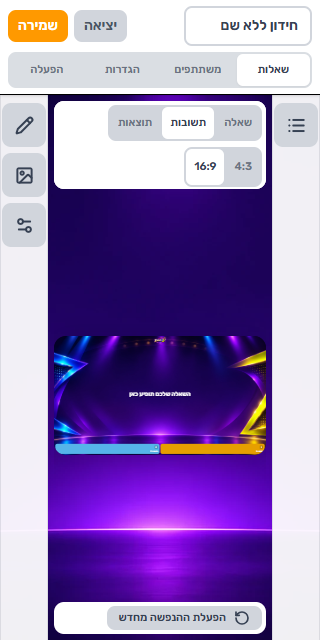 חידון ללא שם
יציאה
שמירה
שאלות
משתתפים
הגדרות
הפעלה
שאלה
תשובות
תוצאות
4:3
16:9
השאלה שלכם תופיע כאן
הפעלת ההנפשה מחדש